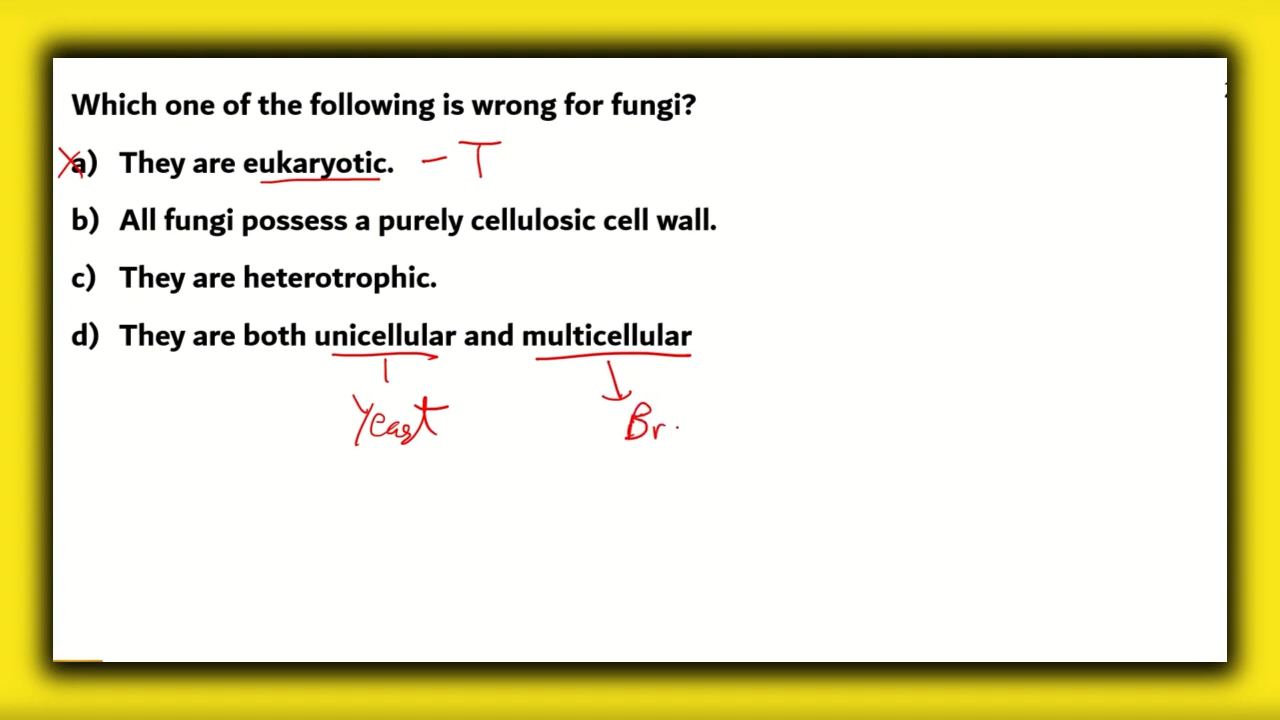 Which one of the following is wrong for fungi?
a) They are eukaryotic. - T
b) All fungi possess a purely cellulosic cell wall.
c) They are heterotrophic.
d) They are both unicellular and multicellular
Yeast Br.